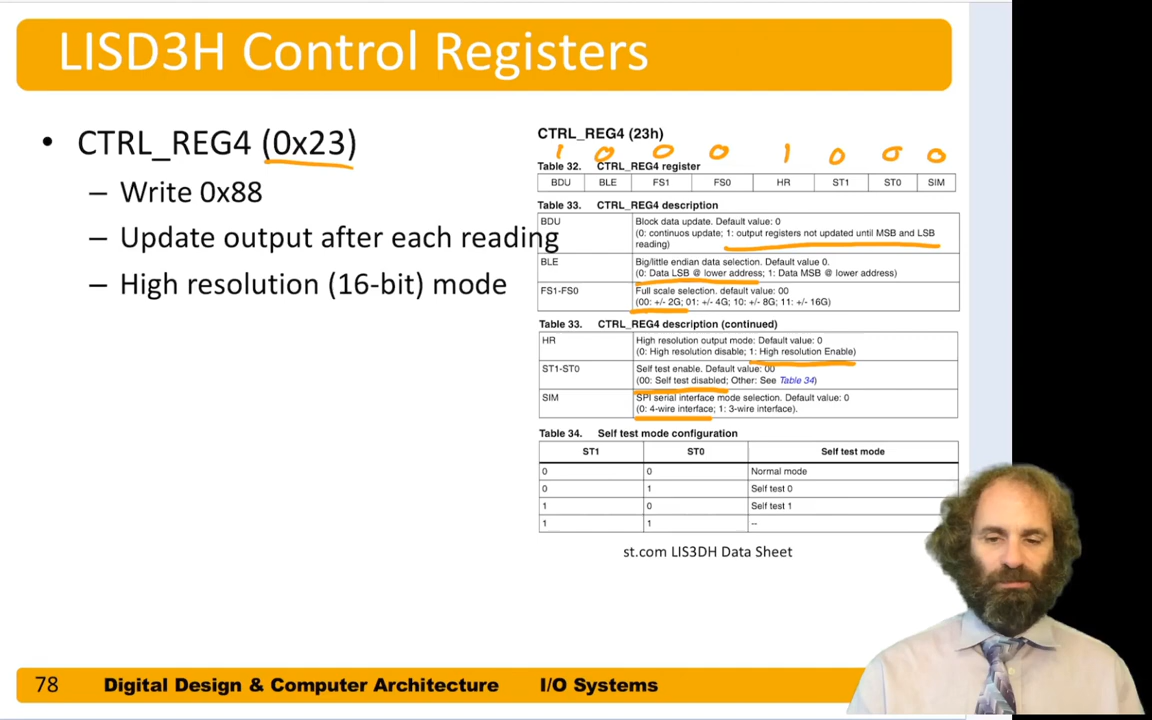 LISD3H Control Registers
• CTRL_REG4 (0x23)
– Write 0x88
– Update output after each reading
– High resolution (16-bit) mode
CTRL_REG4 (23h)
1 0 0 0 1 0 0 0
Table 32. CTRL_REG4 register
BDU BLE FS1 FS0 HR ST1 ST0 SIM
Table 33. CTRL_REG4 description
BDU Block data update. Default value: 0
(0: continuos update; 1: output registers not updated until MSB and LSB
reading)
BLE Big/little endian data selection. Default value 0.
(0: Data LSB @ lower address; 1: Data MSB @ lower address)
FS1-FS0 Full scale selection. default value: 00
(00: +/- 2G; 01: +/- 4G; 10: +/- 8G; 11: +/- 16G)
Table 33. CTRL_REG4 description (continued)
HR High resolution output mode: Default value: 0
(0: High resolution disable; 1: High resolution Enable)
ST1-ST0 Self test enable. Default value: 00
(00: Self test disabled; Other: See Table 34)
SIM SPI serial interface mode selection. Default value: 0
(0: 4-wire interface; 1: 3-wire interface).
Table 34. Self test mode configuration
ST1 ST0 Self test mode
0 0 Normal mode
0 1 Self test 0
1 0 Self test 1
1 1 --
st.com LIS3DH Data Sheet
78 Digital Design & Computer Architecture I/O Systems